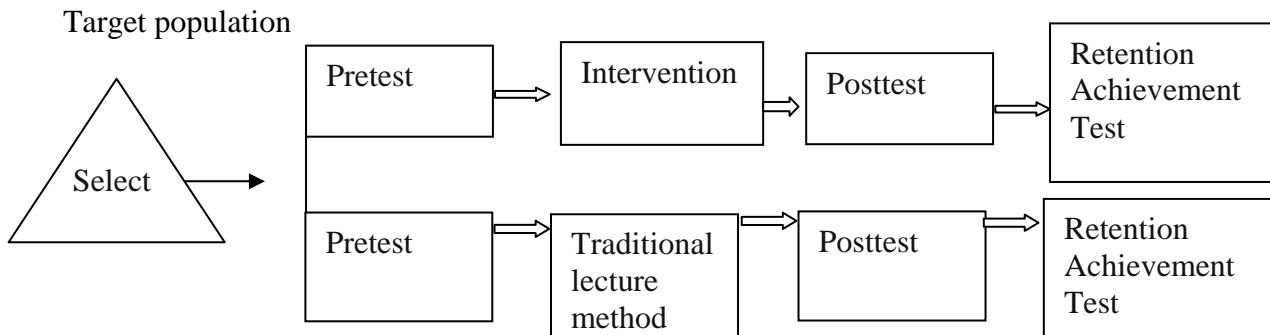 Target population
Select
Pretest
Intervention
Posttest
Retention
Achievement
Test
Pretest
Traditional
lecture
method
Posttest
Retention
Achievement
Test